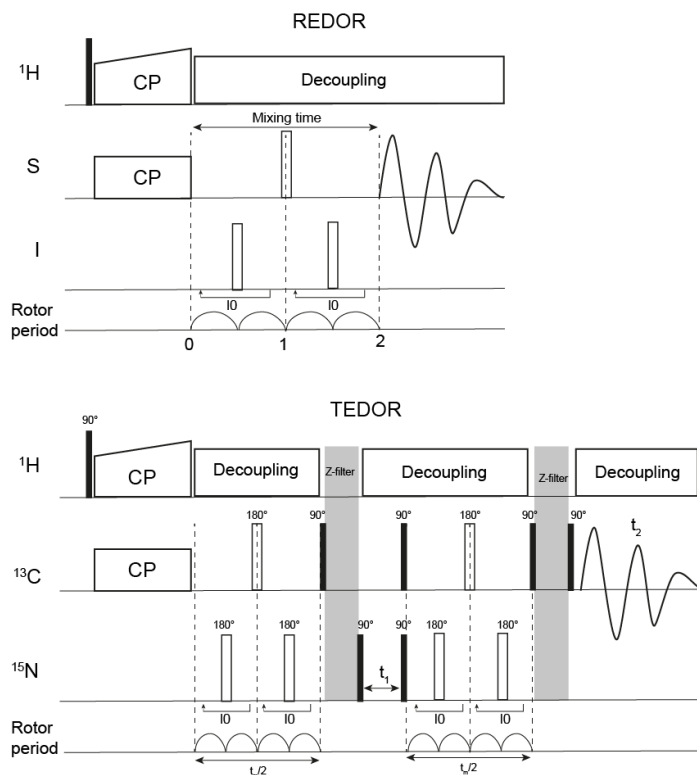 REDOR
¹H
CP
Decoupling
Mixing time
S
CP
I
I0
I0
Rotor
period
0
1
2
TEDOR
90°
¹H
CP
Decoupling
Z-filter
Decoupling
Z-filter
Decoupling
180°
90°
90°
180°
90°
90°
t₂
¹³C
CP
180°
180°
90°
90°
180°
180°
¹⁵N
t₁
I0
I0
I0
I0
Rotor
period
tₘ/2